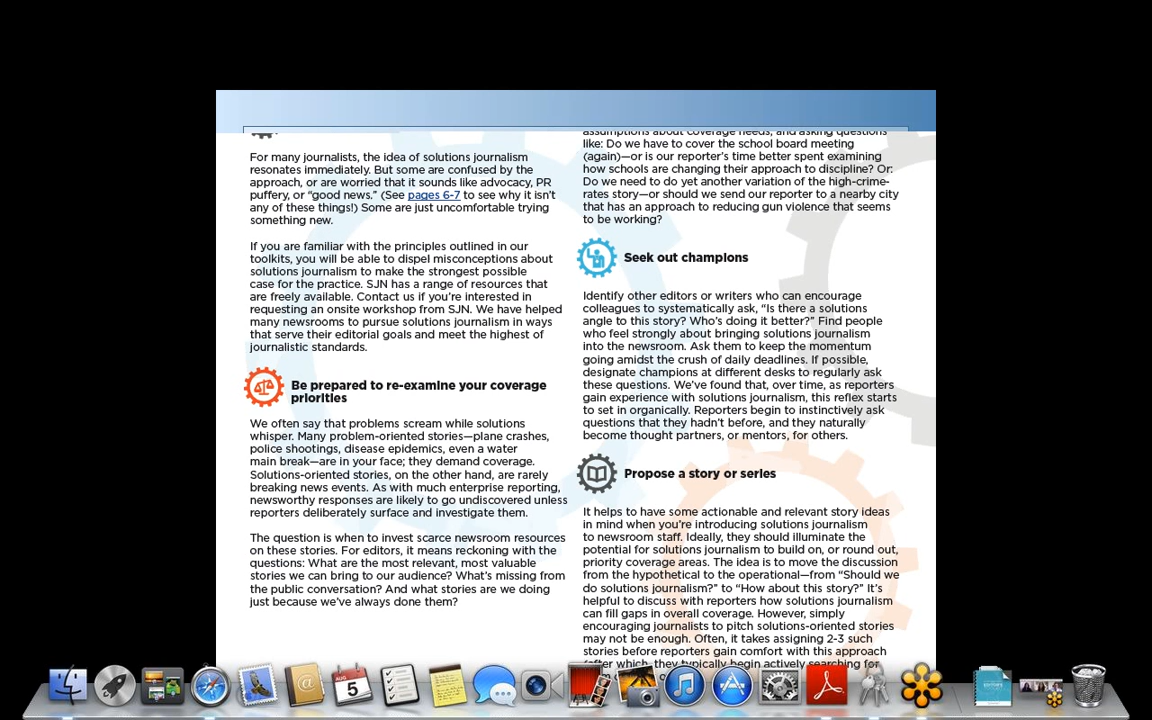 For many journalists, the idea of solutions journalism
resonates immediately. But some are confused by the
approach, or are worried that it sounds like advocacy, PR
puffery, or “good news.” (See pages 6-7 to see why it isn’t
any of these things!) Some are just uncomfortable trying
something new.
If you are familiar with the principles outlined in our
toolkits, you will be able to dispel misconceptions about
solutions journalism to make the strongest possible
case for the practice. SJN has a range of resources that
are freely available. Contact us if you’re interested in
requesting an onsite workshop from SJN. We have helped
many newsrooms to pursue solutions journalism in ways
that serve their editorial goals and meet the highest of
journalistic standards.
Be prepared to re-examine your coverage
priorities
We often say that problems scream while solutions
whisper. Many problem-oriented stories—plane crashes,
police shootings, disease epidemics, even a water
main break—are in your face; they demand coverage.
Solutions-oriented stories, on the other hand, are rarely
breaking news events. As with much enterprise reporting,
newsworthy responses are likely to go undiscovered unless
reporters deliberately surface and investigate them.
The question is when to invest scarce newsroom resources
on these stories. For editors, it means reckoning with the
questions: What are the most relevant, most valuable
stories we can bring to our audience? What’s missing from
the public conversation? And what stories are we doing
just because we’ve always done them?
assumptions about coverage needs, and asking questions
like: Do we have to cover the school board meeting
(again)—or is our reporter’s time better spent examining
how schools are changing their approach to discipline? Or:
Do we need to do yet another variation of the high-crime-
rates story—or should we send our reporter to a nearby city
that has an approach to reducing gun violence that seems
to be working?
Seek out champions
Identify other editors or writers who can encourage
colleagues to systematically ask, “Is there a solutions
angle to this story? Who’s doing it better?” Find people
who feel strongly about bringing solutions journalism
into the newsroom. Ask them to keep the momentum
going amidst the crush of daily deadlines. If possible,
designate champions at different desks to regularly ask
these questions. We’ve found that, over time, as reporters
gain experience with solutions journalism, this reflex starts
to set in organically. Reporters begin to instinctively ask
questions that they hadn’t before, and they naturally
become thought partners, or mentors, for others.
Propose a story or series
It helps to have some actionable and relevant story ideas
in mind when you’re introducing solutions journalism
to newsroom staff. Ideally, they should illuminate the
potential for solutions journalism to build on, or round out,
priority coverage areas. The idea is to move the discussion
from the hypothetical to the operational—from “Should we
do solutions journalism?” to “How about this story?” It’s
helpful to discuss with reporters how solutions journalism
can fill gaps in overall coverage. However, simply
encouraging journalists to pitch solutions-oriented stories
may not be enough. Often, it takes assigning 2-3 such
stories before reporters gain comfort with this approach
(after which, they typically begin actively searching for
AUG
5